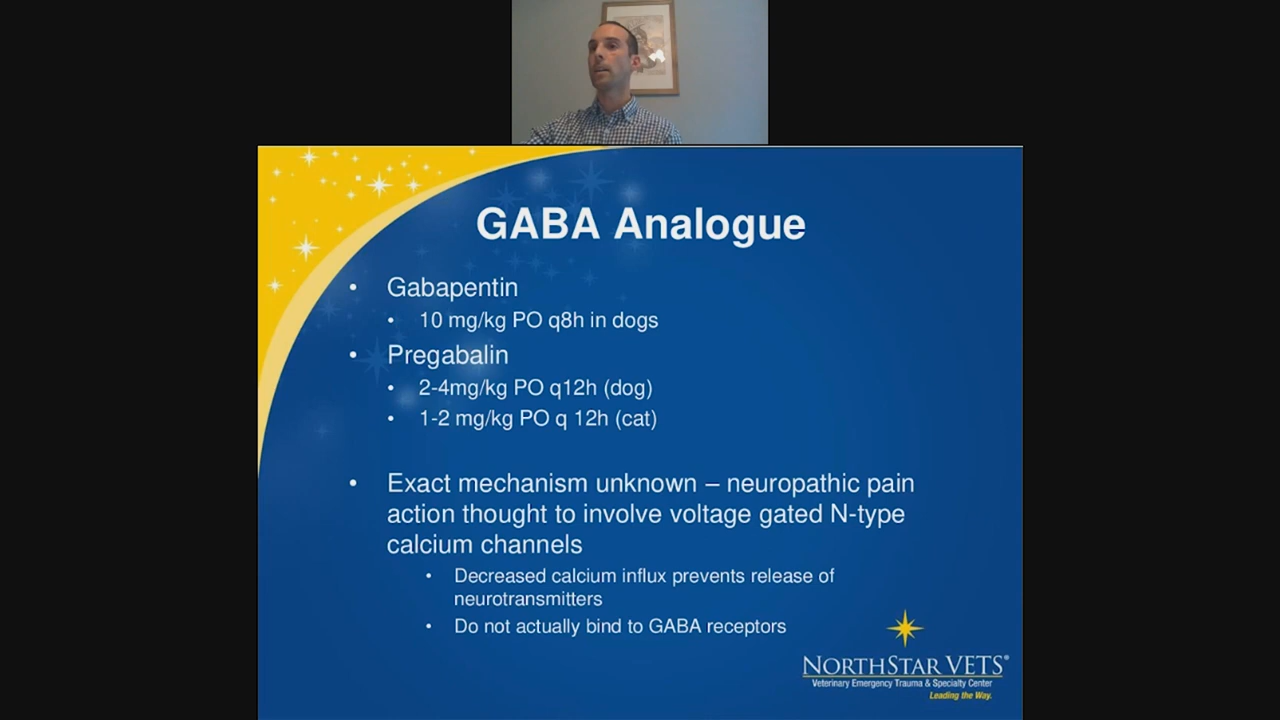 GABA Analogue
• Gabapentin
• 10 mg/kg PO q8h in dogs
• Pregabalin
• 2-4mg/kg PO q12h (dog)
• 1-2 mg/kg PO q 12h (cat)
• Exact mechanism unknown – neuropathic pain
action thought to involve voltage gated N-type
calcium channels
• Decreased calcium influx prevents release of
neurotransmitters
• Do not actually bind to GABA receptors
NORTHSTAR VETS®
Veterinary Emergency Trauma & Specialty Center
Leading the Way.